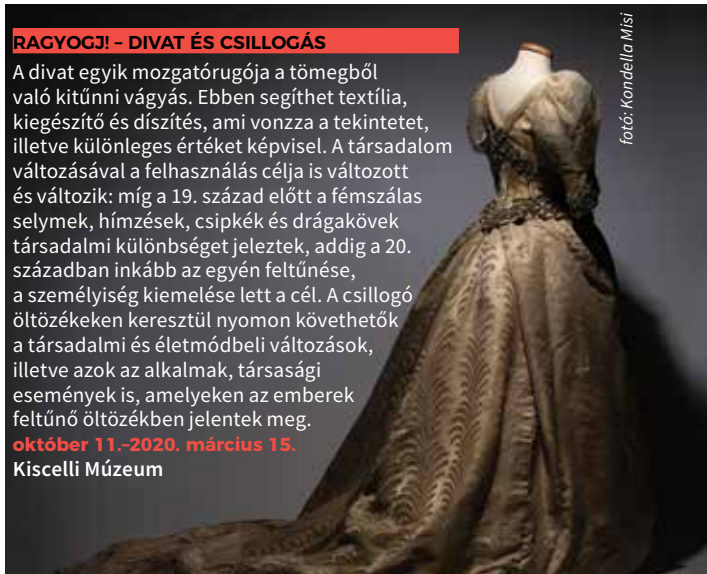 RAGYOGJ! – DIVAT ÉS CSILLOGÁS
A divat egyik mozgatórugója a tömegből
való kitűnni vágyás. Ebben segíthet textília,
kiegészítő és díszítés, ami vonzza a tekintetet,
illetve különleges értéket képvisel. A társadalom
változásával a felhasználás célja is változott
és változik: míg a 19. század előtt a fémszálas
selymek, hímzések, csipkék és drágakövek
társadalmi különbséget jeleztek, addig a 20.
században inkább az egyén feltűnése,
a személyiség kiemelése lett a cél. A csillogó
öltözékeken keresztül nyomon követhetők
a társadalmi és életmódbeli változások,
illetve azok az alkalmak, társasági
események is, amelyeken az emberek
feltűnő öltözékben jelentek meg.
október 11.–2020. március 15.
Kiscelli Múzeum
fotó: Kondella Misi